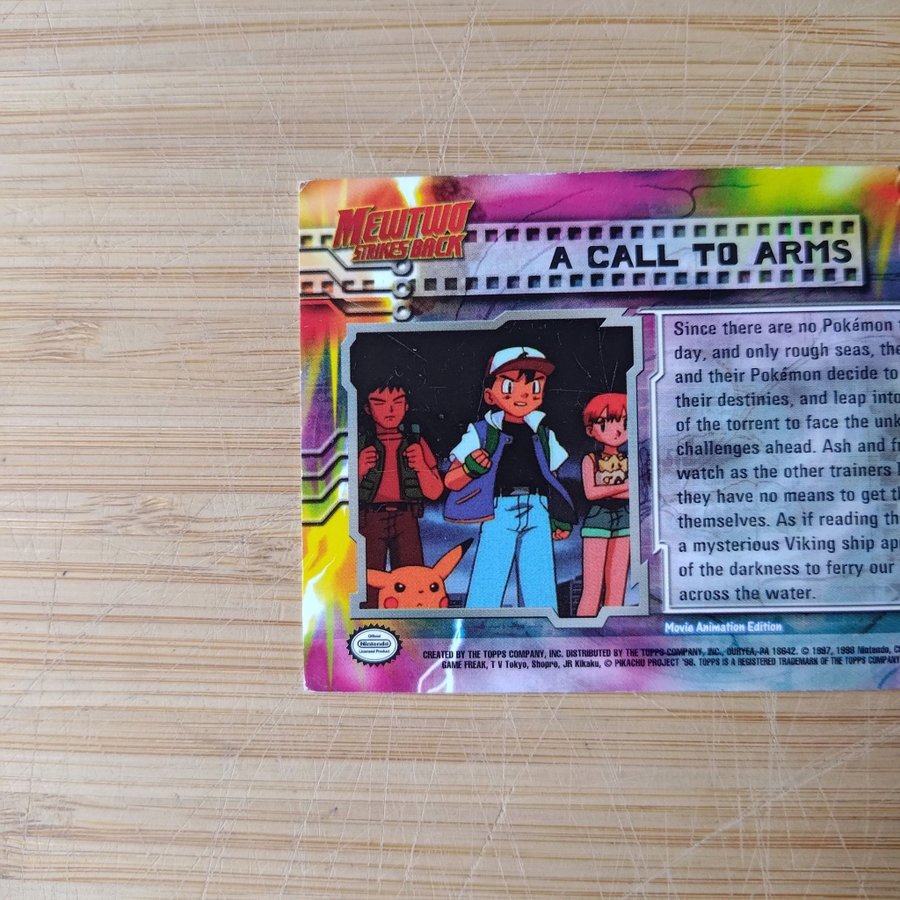 MEWTWO
STRIKES BACK
A CALL TO ARMS
Since there are no Pokémon
day, and only rough seas, the
and their Pokémon decide to
their destinies, and leap into
of the torrent to face the unk
challenges ahead. Ash and f
watch as the other trainers
they have no means to get th
themselves. As if reading th
a mysterious Viking ship ap
of the darkness to ferry our
across the water.
Movie Animation Edition
Official
Nintendo
Licensed Product
CREATED BY THE TOPPS COMPANY, INC. DISTRIBUTED BY THE TOPPS COMPANY, INC., DURYEA, PA 18642. © 1997, 1998 Nintendo, C
GAME FREAK, T V Tokyo, Shopro, JR Kikaku, © PIKACHU PROJECT '98. TOPPS IS A REGISTERED TRADEMARK OF THE TOPPS COMPANY